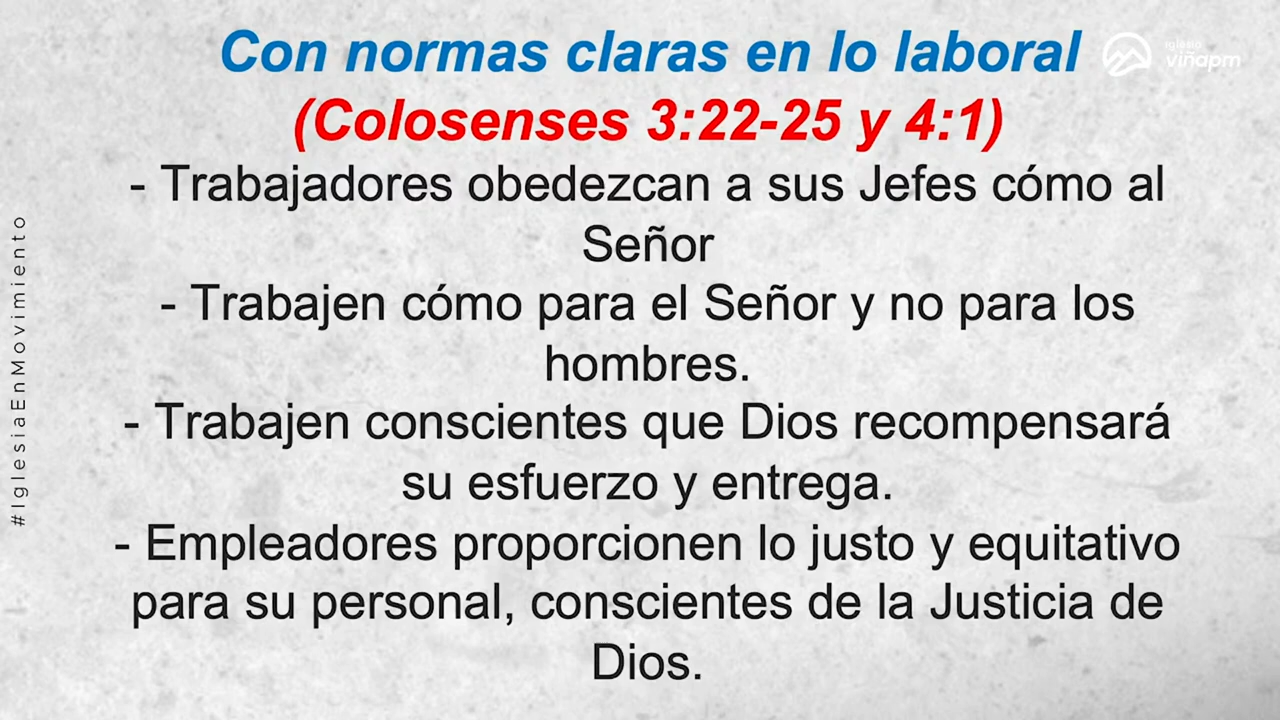 Con normas claras en lo laboral
iglesia
viñapm
(Colosenses 3:22-25 y 4:1)
- Trabajadores obedezcan a sus Jefes cómo al
Señor
- Trabajen cómo para el Señor y no para los
hombres.
- Trabajen conscientes que Dios recompensará
su esfuerzo y entrega.
- Empleadores proporcionen lo justo y equitativo
para su personal, conscientes de la Justicia de
Dios.
#IglesiaEnMovimiento